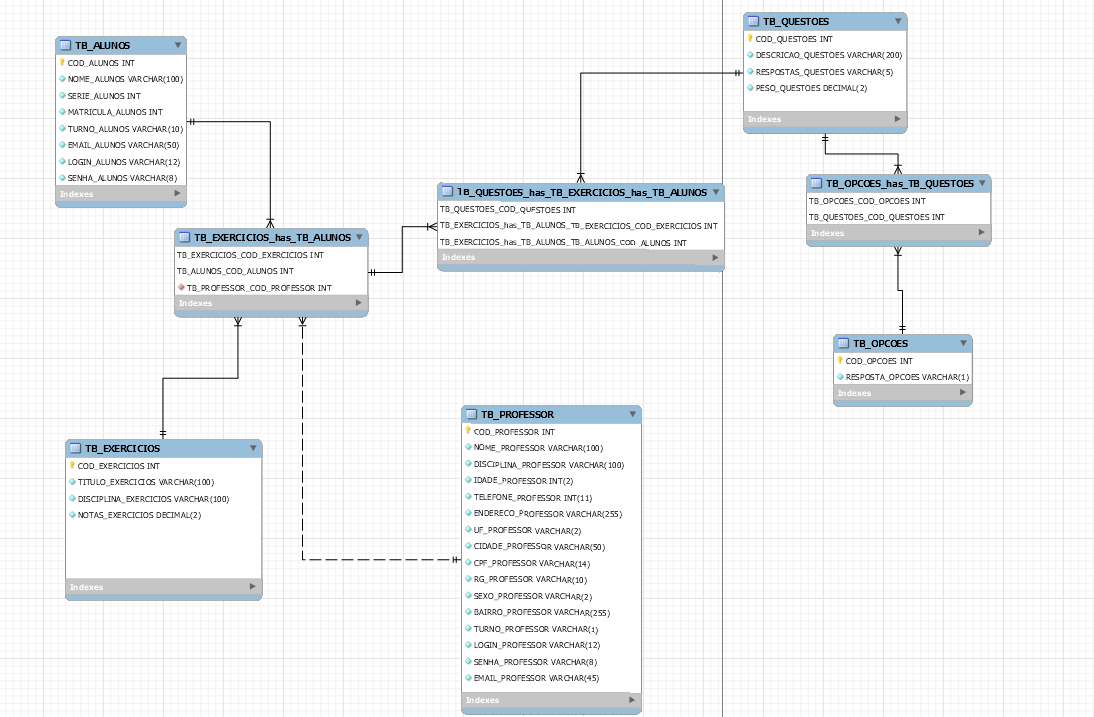 TB_ALUNOS
COD_ALUNOS INT
NOME_ALUNOS VARCHAR(100)
SERIE_ALUNOS INT
MATRICULA_ALUNOS INT
TURNO_ALUNOS VARCHAR(10)
EMAIL_ALUNOS VARCHAR(50)
LOGIN_ALUNOS VARCHAR(12)
SENHA_ALUNOS VARCHAR(8)
Indexes
TB_QUESTOES
COD_QUESTOES INT
DESCRICAO_QUESTOES VARCHAR(200)
RESPOSTAS_QUESTOES VARCHAR(5)
PESO_QUESTOES DECIMAL(2)
Indexes
TB_QUESTOES_has_TB_EXERCICIOS_has_TB_ALUNOS
TB_QUESTOES_COD_QUESTOES INT
TB_EXERCICIOS_has_TB_ALUNOS_TB_EXERCICIOS_COD_EXERCICIOS INT
TB_EXERCICIOS_has_TB_ALUNOS_TB_ALUNOS_COD_ALUNOS INT
Indexes
TB_OPCOES_has_TB_QUESTOES
TB_OPCOES_COD_OPCOES INT
TB_QUESTOES_COD_QUESTOES INT
Indexes
TB_EXERCICIOS_has_TB_ALUNOS
TB_EXERCICIOS_COD_EXERCICIOS INT
TB_ALUNOS_COD_ALUNOS INT
TB_PROFESSOR_COD_PROFESSOR INT
Indexes
TB_OPCOES
COD_OPCOES INT
RESPOSTA_OPCOES VARCHAR(1)
Indexes
TB_EXERCICIOS
COD_EXERCICIOS INT
TITULO_EXERCICIOS VARCHAR(100)
DISCIPLINA_EXERCICIOS VARCHAR(100)
NOTAS_EXERCICIOS DECIMAL(2)
Indexes
TB_PROFESSOR
COD_PROFESSOR INT
NOME_PROFESSOR VARCHAR(100)
DISCIPLINA_PROFESSOR VARCHAR(100)
IDADE_PROFESSOR INT(2)
TELEFONE_PROFESSOR INT(11)
ENDERECO_PROFESSOR VARCHAR(255)
UF_PROFESSOR VARCHAR(2)
CIDADE_PROFESSOR VARCHAR(50)
CPF_PROFESSOR VARCHAR(14)
RG_PROFESSOR VARCHAR(10)
SEXO_PROFESSOR VARCHAR(2)
BAIRRO_PROFESSOR VARCHAR(255)
TURNO_PROFESSOR VARCHAR(1)
LOGIN_PROFESSOR VARCHAR(12)
SENHA_PROFESSOR VARCHAR(8)
EMAIL_PROFESSOR VARCHAR(45)
Indexes